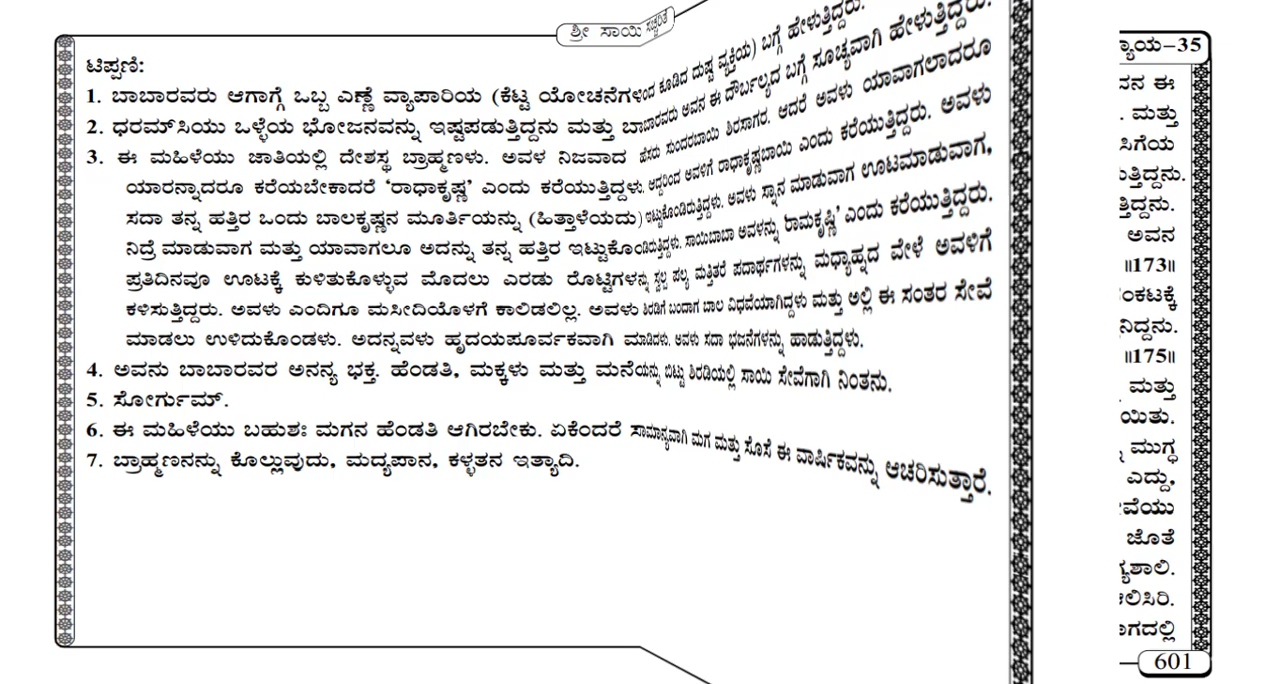 ಶ್ರೀ ಸಾಯಿ ಸಚ್ಚರಿತೆ
ಟಿಪ್ಪಣಿ:
1. ಬಾಬಾರವರು ಆಗಾಗ್ಗೆ ಒಬ್ಬ ಎಣ್ಣೆ ವ್ಯಾಪಾರಿಯ (ಕೆಟ್ಟ ಯೋಚನೆಗಳಿಂದ ಕೂಡಿದ ದುಷ್ಟ ವ್ಯಕ್ತಿಯ) ಬಗ್ಗೆ ಹೇಳುತ್ತಿದ್ದರು.
2. ಧರಮ್‌ಸಿಯು ಒಳ್ಳೆಯ ಭೋಜನವನ್ನು ಇಷ್ಟಪಡುತ್ತಿದ್ದನು ಮತ್ತು ಬಾಬಾರವರು ಅವನ ಈ ದೌರ್ಬಲ್ಯದ ಬಗ್ಗೆ ಸೂಚ್ಯವಾಗಿ ಹೇಳುತ್ತಿದ್ದರು.
3. ಈ ಮಹಿಳೆಯು ಜಾತಿಯಲ್ಲಿ ದೇಶಸ್ಥ ಬ್ರಾಹ್ಮಣಳು. ಅವಳ ನಿಜವಾದ ಹೆಸರು ಸುಂದರಬಾಯಿ ಶಿರಸಾಗರ. ಆದರೆ ಅವಳು ಯಾವಾಗಲಾದರೂ
ಯಾರನ್ನಾದರೂ ಕರೆಯಬೇಕಾದರೆ ‘ರಾಧಾಕೃಷ್ಣ’ ಎಂದು ಕರೆಯುತ್ತಿದ್ದಳು. ಆದ್ದರಿಂದ ಅವಳಿಗೆ ರಾಧಾಕೃಷ್ಣಬಾಯಿ ಎಂದು ಕರೆಯುತ್ತಿದ್ದರು. ಅವಳು
ಸದಾ ತನ್ನ ಹತ್ತಿರ ಒಂದು ಬಾಲಕೃಷ್ಣನ ಮೂರ್ತಿಯನ್ನು (ಹಿತ್ತಾಳೆಯದು) ಇಟ್ಟುಕೊಂಡಿರುತ್ತಿದ್ದಳು. ಅವಳು ಸ್ನಾನ ಮಾಡುವಾಗ ಊಟಮಾಡುವಾಗ,
ನಿದ್ರೆ ಮಾಡುವಾಗ ಮತ್ತು ಯಾವಾಗಲೂ ಅದನ್ನು ತನ್ನ ಹತ್ತಿರ ಇಟ್ಟುಕೊಂಡಿರುತ್ತಿದ್ದಳು. ಸಾಯಿಬಾಬಾ ಅವಳನ್ನು ‘ರಾಮಕೃಷ್ಣಿ’ ಎಂದು ಕರೆಯುತ್ತಿದ್ದರು.
ಪ್ರತಿದಿನವೂ ಊಟಕ್ಕೆ ಕುಳಿತುಕೊಳ್ಳುವ ಮೊದಲು ಎರಡು ರೊಟ್ಟಿಗಳನ್ನು ಸ್ವಲ್ಪ ಪಲ್ಯ ಮತ್ತಿತರೆ ಪದಾರ್ಥಗಳನ್ನು ಮಧ್ಯಾಹ್ನದ ವೇಳೆ ಅವಳಿಗೆ
ಕಳಿಸುತ್ತಿದ್ದರು. ಅವಳು ಎಂದಿಗೂ ಮಸೀದಿಯೊಳಗೆ ಕಾಲಿಡಲಿಲ್ಲ. ಅವಳು ಶಿರಡಿಗೆ ಬಂದಾಗ ಬಾಲ ವಿಧವೆಯಾಗಿದ್ದಳು ಮತ್ತು ಅಲ್ಲಿ ಈ ಸಂತರ ಸೇವೆ
ಮಾಡಲು ಉಳಿದುಕೊಂಡಳು. ಅದನ್ನವಳು ಹೃದಯಪೂರ್ವಕವಾಗಿ ಮಾಡಿದಳು. ಅವಳು ಸದಾ ಭಜನೆಗಳನ್ನು ಹಾಡುತ್ತಿದ್ದಳು.
4. ಅವನು ಬಾಬಾರವರ ಅನನ್ಯ ಭಕ್ತ. ಹೆಂಡತಿ, ಮಕ್ಕಳು ಮತ್ತು ಮನೆಯನ್ನು ಬಿಟ್ಟು ಶಿರಡಿಯಲ್ಲಿ ಸಾಯಿ ಸೇವೆಗಾಗಿ ನಿಂತನು.
5. ಸೋರ್ಗುಮ್.
6. ಈ ಮಹಿಳೆಯು ಬಹುಶಃ ಮಗನ ಹೆಂಡತಿ ಆಗಿರಬೇಕು. ಏಕೆಂದರೆ ಸಾಮಾನ್ಯವಾಗಿ ಮಗ ಮತ್ತು ಸೊಸೆ ಈ ವಾರ್ಷಿಕವನ್ನು ಆಚರಿಸುತ್ತಾರೆ.
7. ಬ್ರಾಹ್ಮಣನನ್ನು ಕೊಲ್ಲುವುದು, ಮದ್ಯಪಾನ, ಕಳ್ಳತನ ಇತ್ಯಾದಿ.
–35
ಈ
. ಮತ್ತು
ಅವನ
॥173॥
॥175॥
ಮತ್ತು
ಮುಗ್ಧ
ಎದ್ದು,
ಜೊತೆ
601